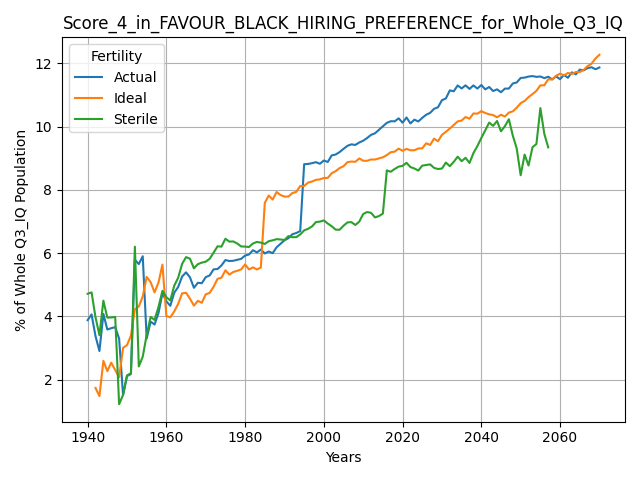 Score_4_in_FAVOUR_BLACK_HIRING_PREFERENCE_for_Whole_Q3_IQ
Fertility
Actual
Ideal
Sterile
% of Whole Q3_IQ Population
12
10
8
6
4
2
1940
1960
1980
2000
2020
2040
2060
Years